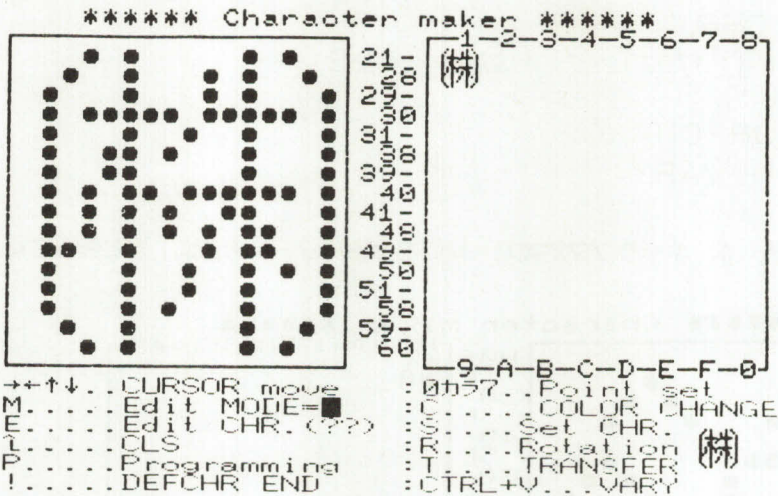 ****** Character maker ******
1-2-3-4-5-6-7-8
㈱
21-
28-
29-
30-
31-
38-
39-
40-
41-
48-
49-
50-
51-
58-
59-
60-
9-A-B-C-D-E-F-0
→←↑↓..CURSOR move
M......Edit MODE=■
E......Edit CHR.(??)
CLS
P......Programming
!......DEFCHR END
0カラ7..Point set
:C......COLOR CHANGE
:S......Set CHR.
:R......Rotation ㈱
:T......TRANSFER
:CTRL+V...VARY